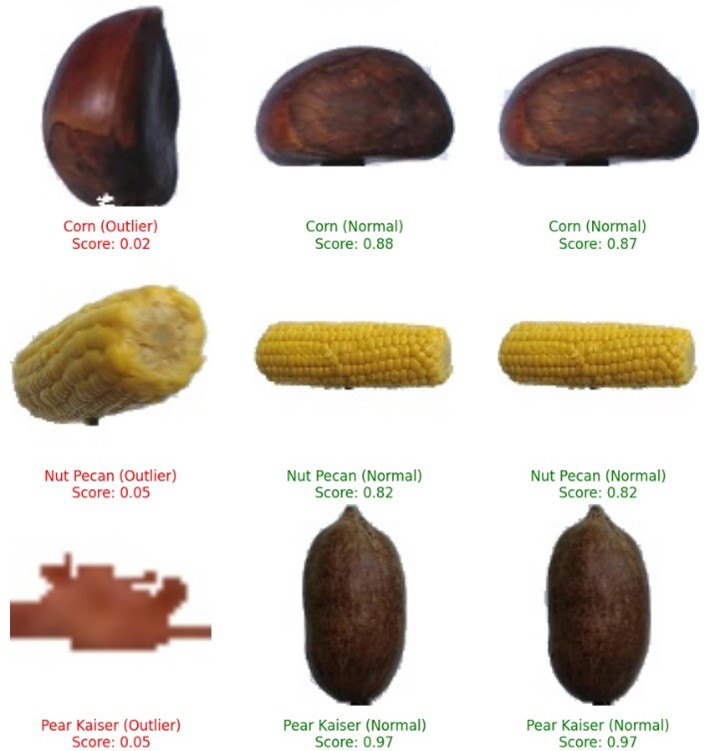 Corn (Outlier)
Score: 0.02
Corn (Normal)
Score: 0.88
Corn (Normal)
Score: 0.87
Nut Pecan (Outlier)
Score: 0.05
Nut Pecan (Normal)
Score: 0.82
Nut Pecan (Normal)
Score: 0.82
Pear Kaiser (Outlier)
Score: 0.05
Pear Kaiser (Normal)
Score: 0.97
Pear Kaiser (Normal)
Score: 0.97